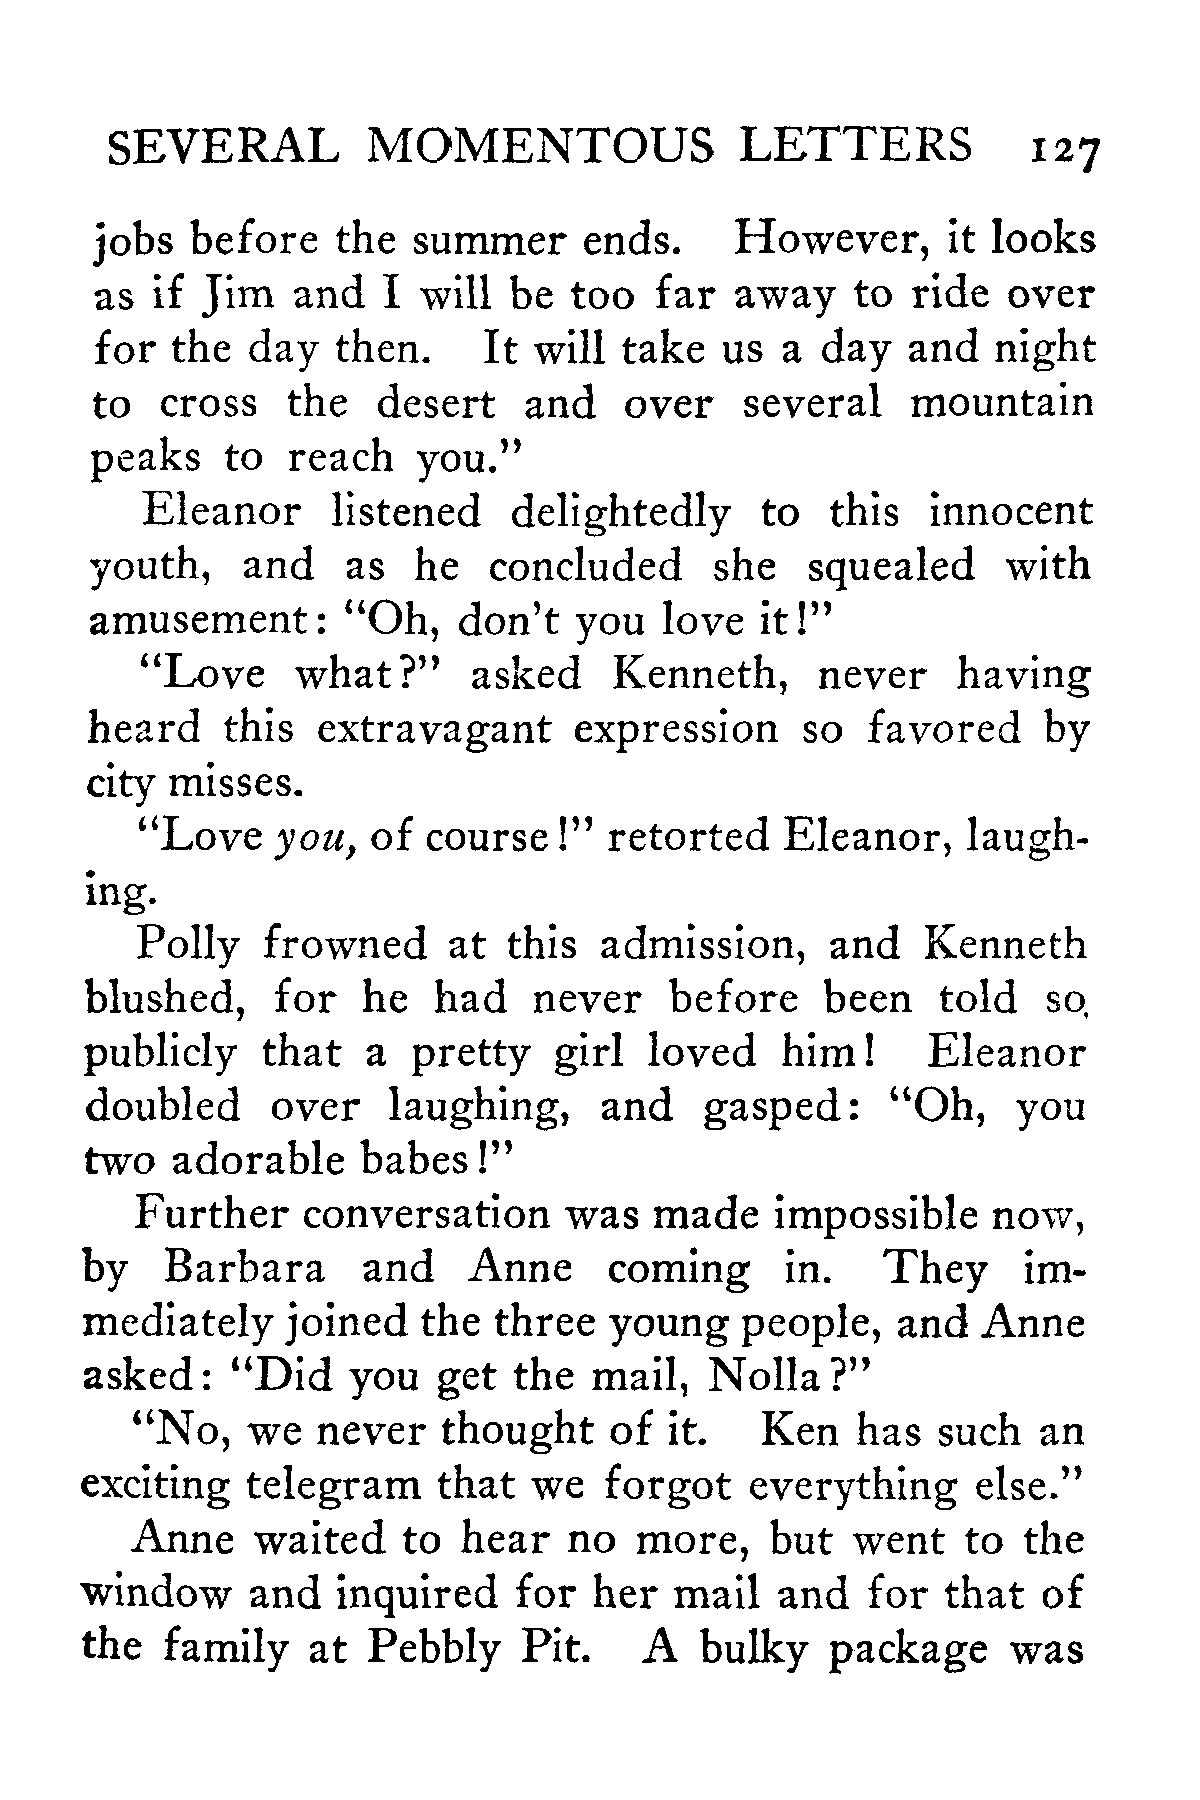 SEVERAL MOMENTOUS LETTERS 127
jobs before the summer ends. However, it looks
as if Jim and I will be too far away to ride over
for the day then. It will take us a day and night
to cross the desert and over several mountain
peaks to reach you."
Eleanor listened delightedly to this innocent
youth, and as he concluded she squealed with
amusement: "Oh, don't you love it!"
"Love what?" asked Kenneth, never having
heard this extravagant expression so favored by
city misses.
"Love you, of course!" retorted Eleanor, laugh-
ing.
Polly frowned at this admission, and Kenneth
blushed, for he had never before been told so,
publicly that a pretty girl loved him! Eleanor
doubled over laughing, and gasped: "Oh, you
two adorable babes!"
Further conversation was made impossible now,
by Barbara and Anne coming in. They im-
mediately joined the three young people, and Anne
asked: "Did you get the mail, Nolla?"
"No, we never thought of it. Ken has such an
exciting telegram that we forgot everything else."
Anne waited to hear no more, but went to the
window and inquired for her mail and for that of
the family at Pebbly Pit. A bulky package was